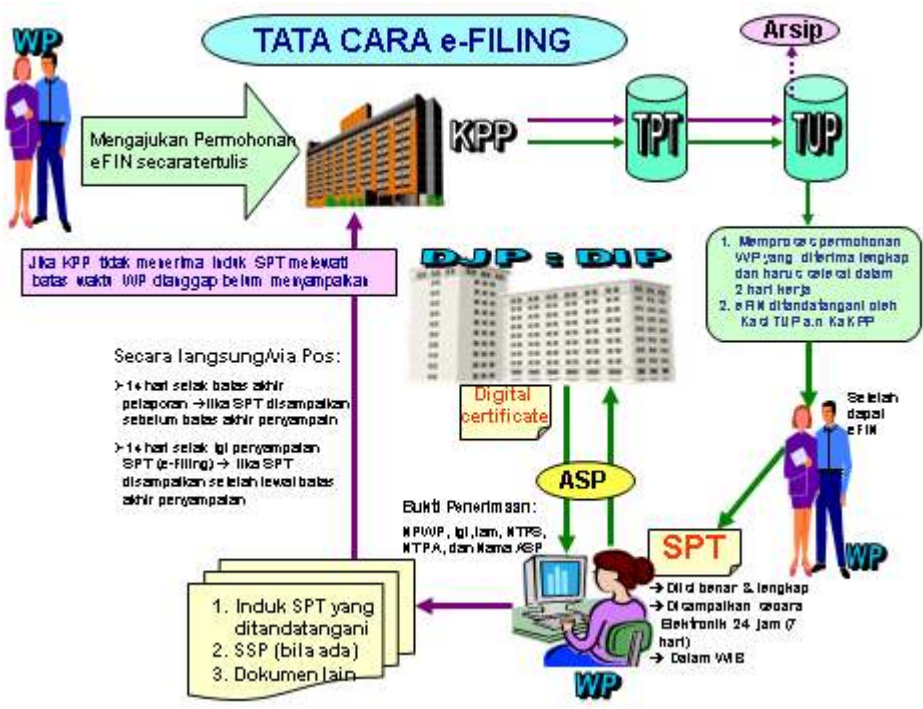 WP
TATA CARA e-FILING
Arsip
Mengajukan Permohonan
eFIN secara tertulis
KPP
TPT
TUP
Jika KPP tidak menerima Induk SPT melewati
batas waktu WP dianggap belum menyampaikan
DJP : DIP
1. Memproses permohonan
WP yang diterima lengkap
dan harus selesai dalam
2 hari kerja
2. eFIN ditandatangani oleh
Kasi TUP a.n Ka KPP
Secara langsung/via Pos:
➢ 14 hari sejak batas akhir
pelaporan → jika SPT disampaikan
sebelum batas akhir penyampain
➢ 14 hari sejak tgl penyampaian
SPT (e-Filing) → jika SPT
disampaikan setelah lewat batas
akhir penyampaian
Digital
certificate
Setelah
dapat
eFIN
ASP
Bukti Penerimaan:
NPWP, tgl, jam, NTPS,
NTPA, dan Nama ASP
SPT
WP
→ Diisi benar & lengkap
→ Disampaikan secara
Elektronik 24 jam (7
hari)
→ Dalam WIB
1. Induk SPT yang
ditandatangani
2. SSP (bila ada)
3. Dokumen lain
WP